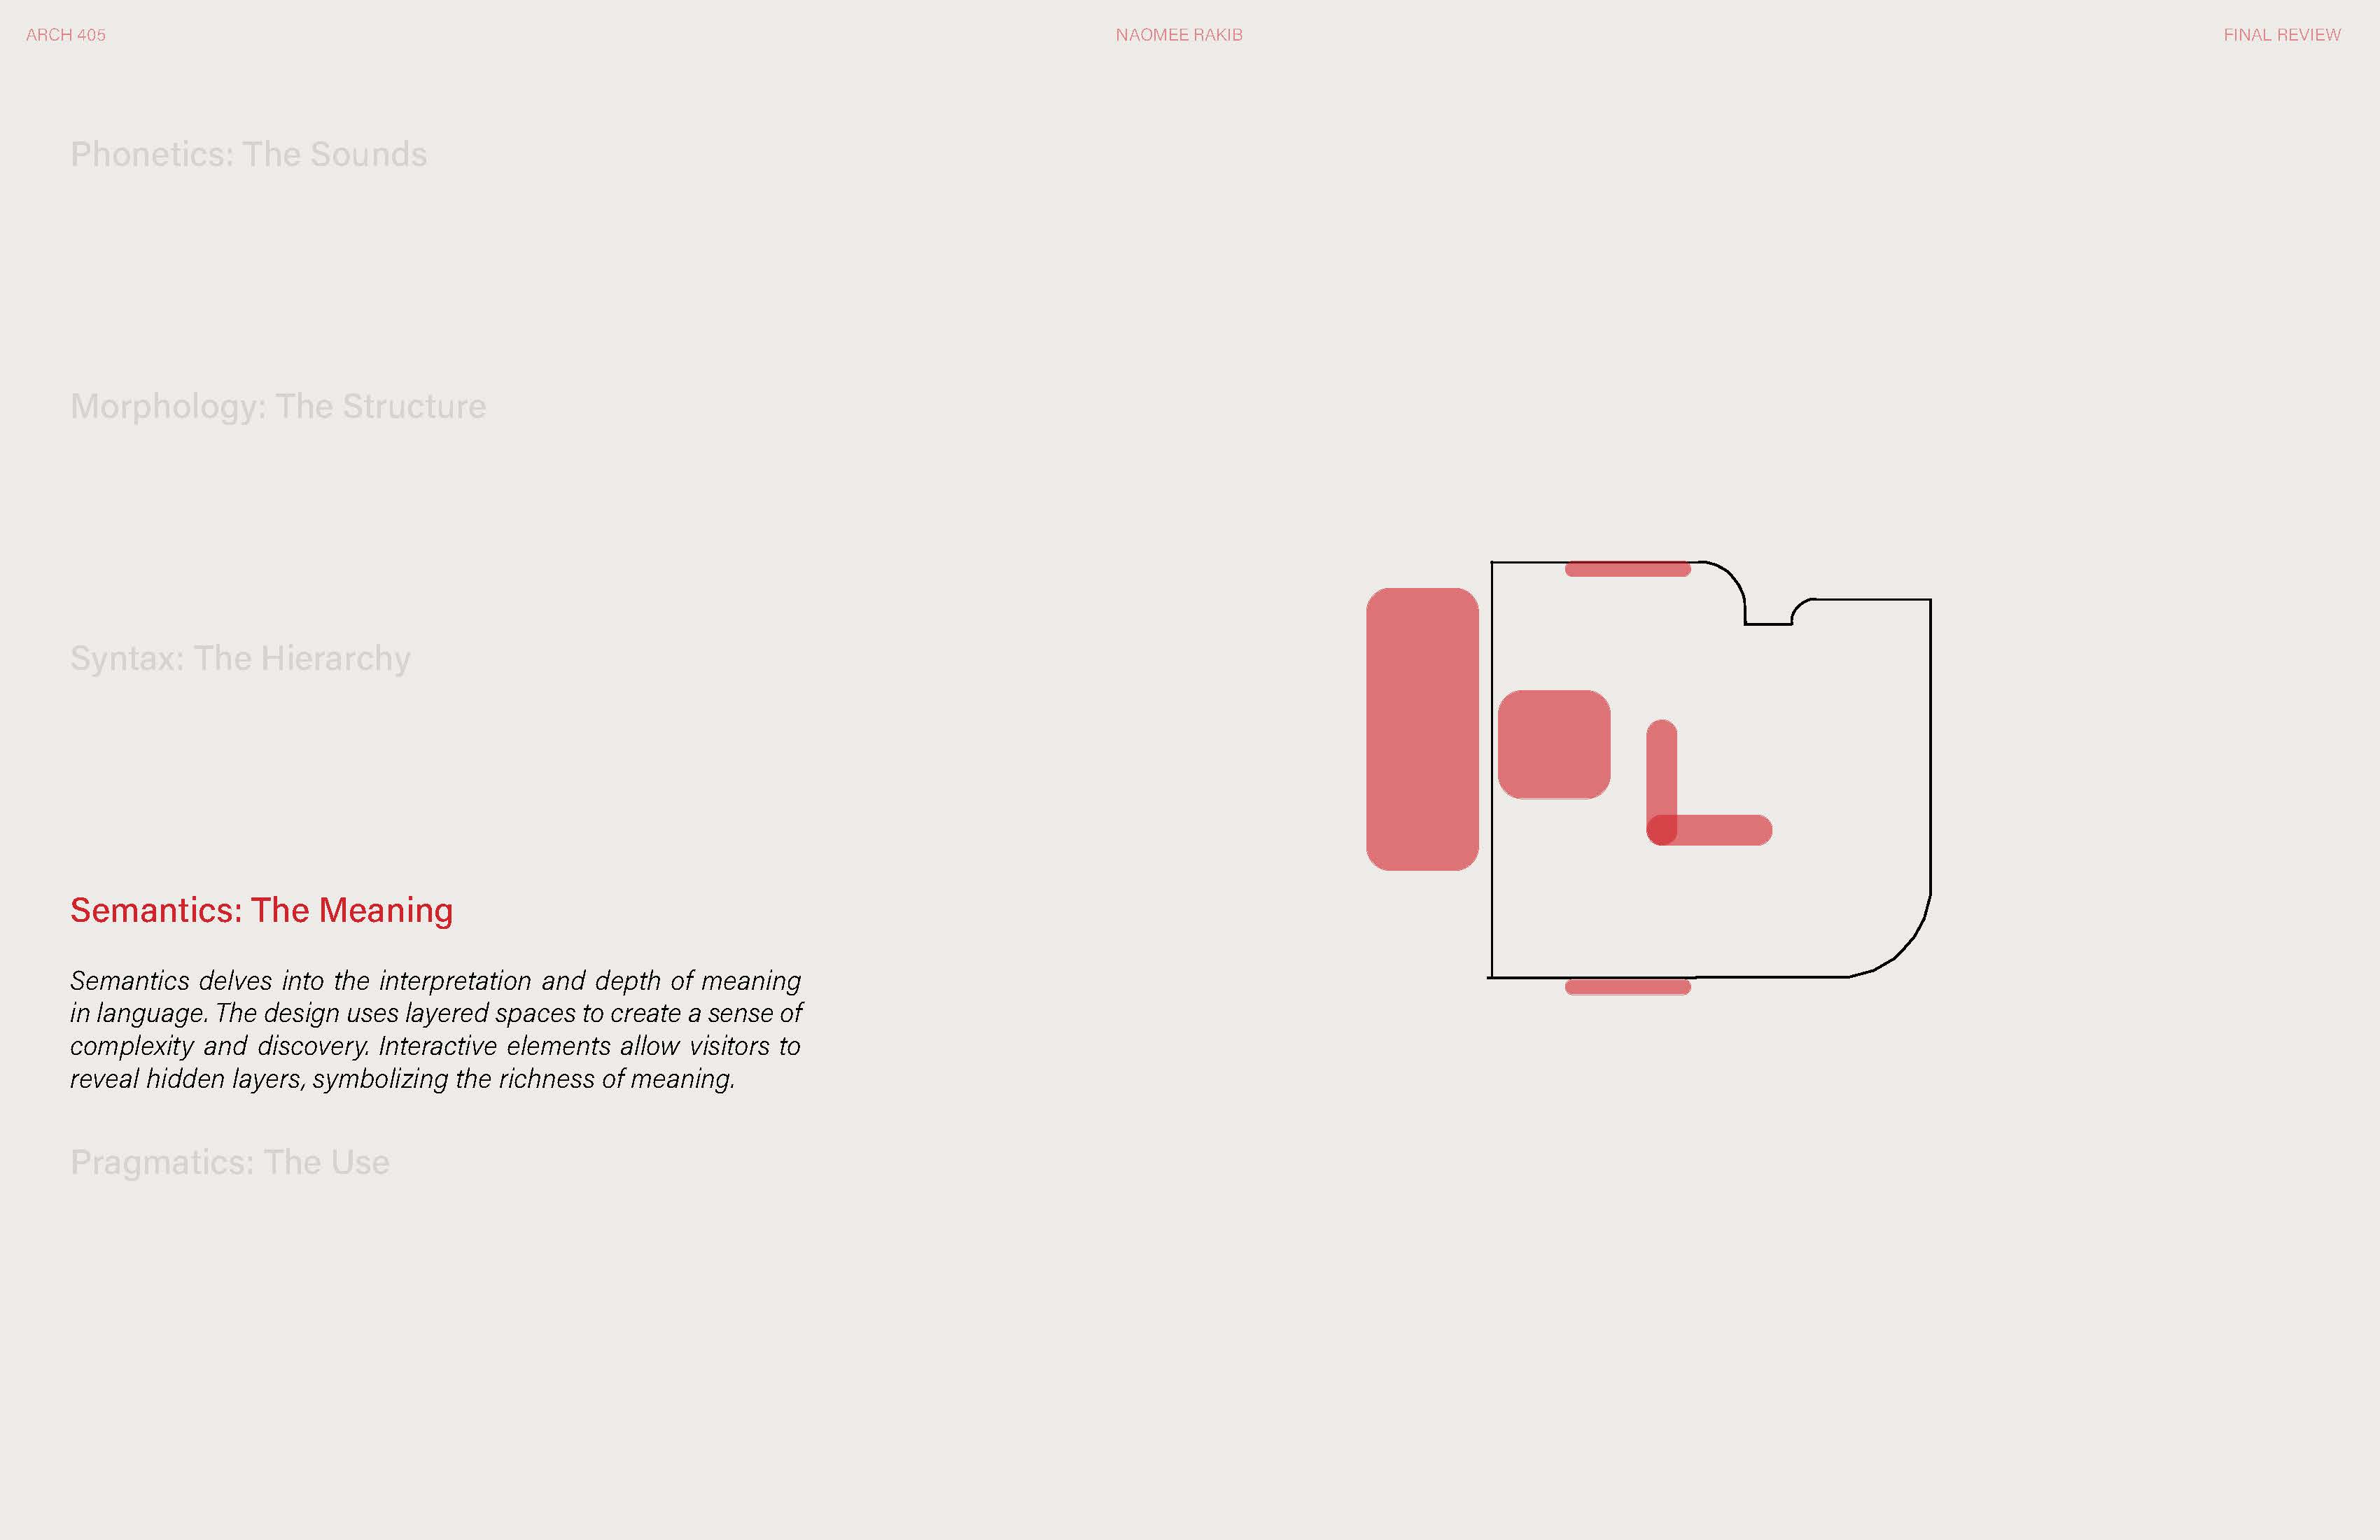 ARCH 405
NAOMEE RAKIB
FINAL REVIEW
Phonetics: The Sounds
Morphology: The Structure
Syntax: The Hierarchy
Semantics: The Meaning
Semantics delves into the interpretation and depth of meaning
in language. The design uses layered spaces to create a sense of
complexity and discovery. Interactive elements allow visitors to
reveal hidden layers, symbolizing the richness of meaning.
Pragmatics: The Use